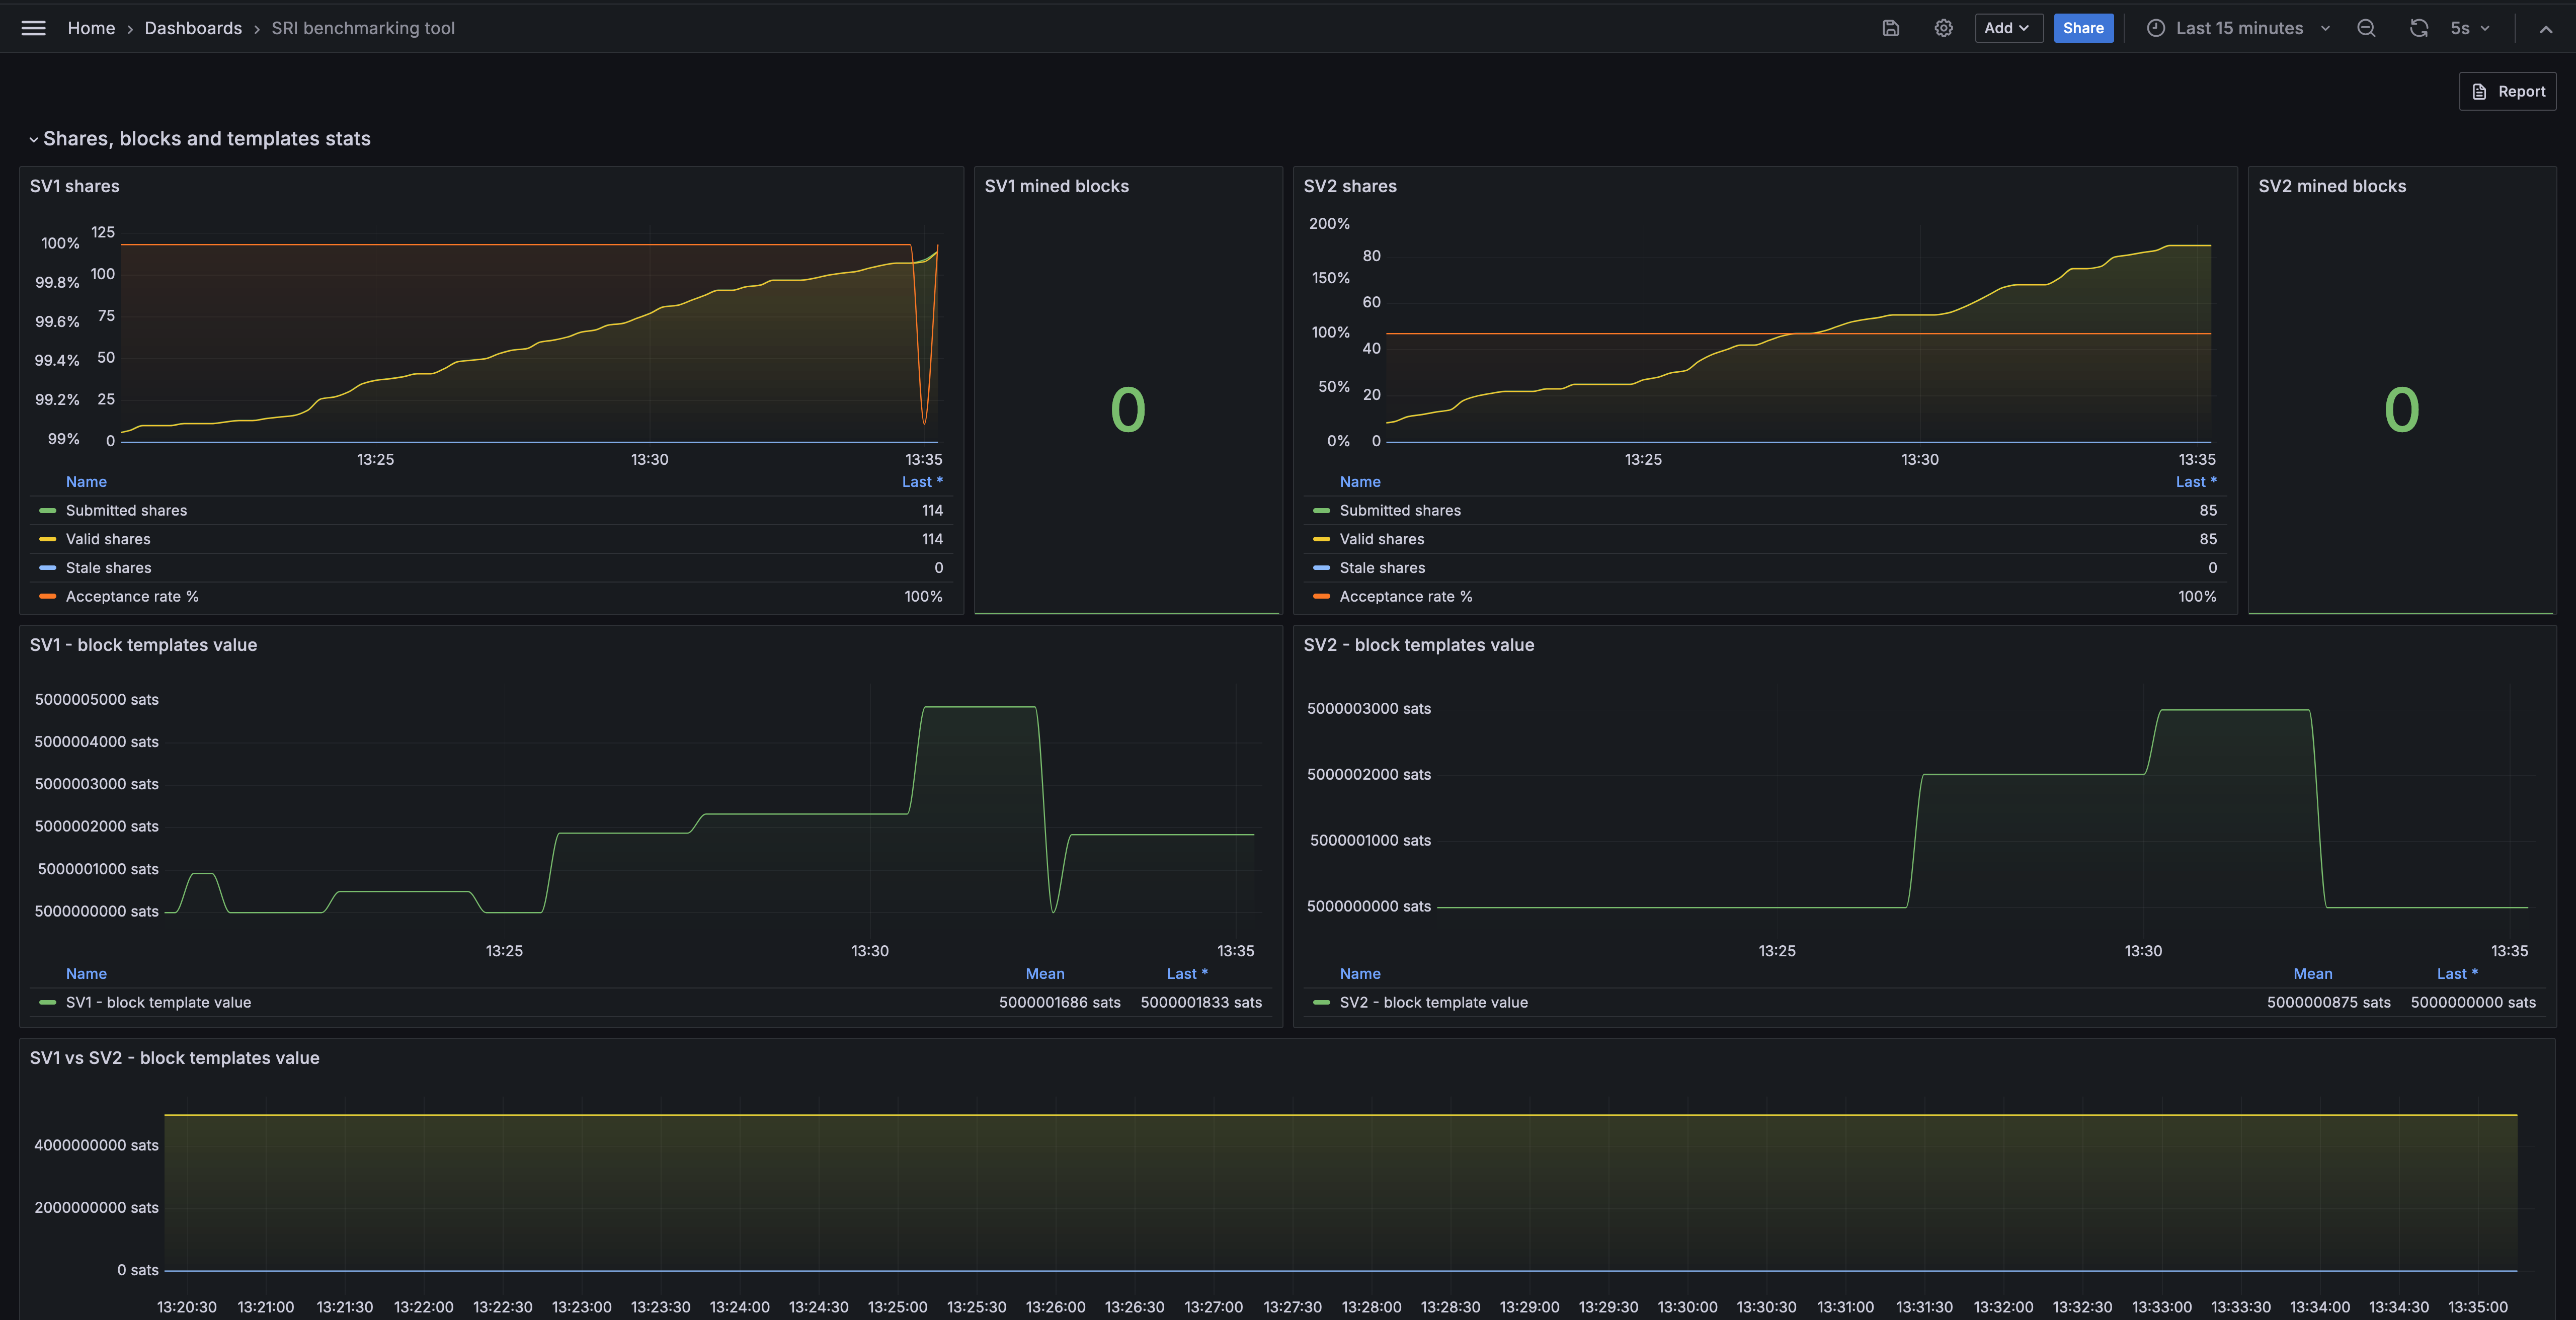 Home › Dashboards › SRI benchmarking tool
Add
Share
Last 15 minutes
5s
Report
Shares, blocks and templates stats
SV1 shares
100%
99.8%
99.6%
99.4%
99.2%
99%
125
100
75
50
25
0
13:25 13:30 13:35
Name Last *
Submitted shares 114
Valid shares 114
Stale shares 0
Acceptance rate % 100%
SV1 mined blocks
0
SV2 shares
200%
150%
100%
50%
0%
80
60
40
20
0
13:25 13:30 13:35
Name Last *
Submitted shares 85
Valid shares 85
Stale shares 0
Acceptance rate % 100%
SV2 mined blocks
0
SV1 - block templates value
5000005000 sats
5000004000 sats
5000003000 sats
5000002000 sats
5000001000 sats
5000000000 sats
13:25 13:30 13:35
Name Mean Last *
SV1 - block template value 5000001686 sats 5000001833 sats
SV2 - block templates value
5000003000 sats
5000002000 sats
5000001000 sats
5000000000 sats
13:25 13:30 13:35
Name Mean Last *
SV2 - block template value 5000000875 sats 5000000000 sats
SV1 vs SV2 - block templates value
4000000000 sats
2000000000 sats
0 sats
13:20:30 13:21:00 13:21:30 13:22:00 13:22:30 13:23:00 13:23:30 13:24:00 13:24:30 13:25:00 13:25:30 13:26:00 13:26:30 13:27:00 13:27:30 13:28:00 13:28:30 13:29:00 13:29:30 13:30:00 13:30:30 13:31:00 13:31:30 13:32:00 13:32:30 13:33:00 13:33:30 13:34:00 13:34:30 13:35:00